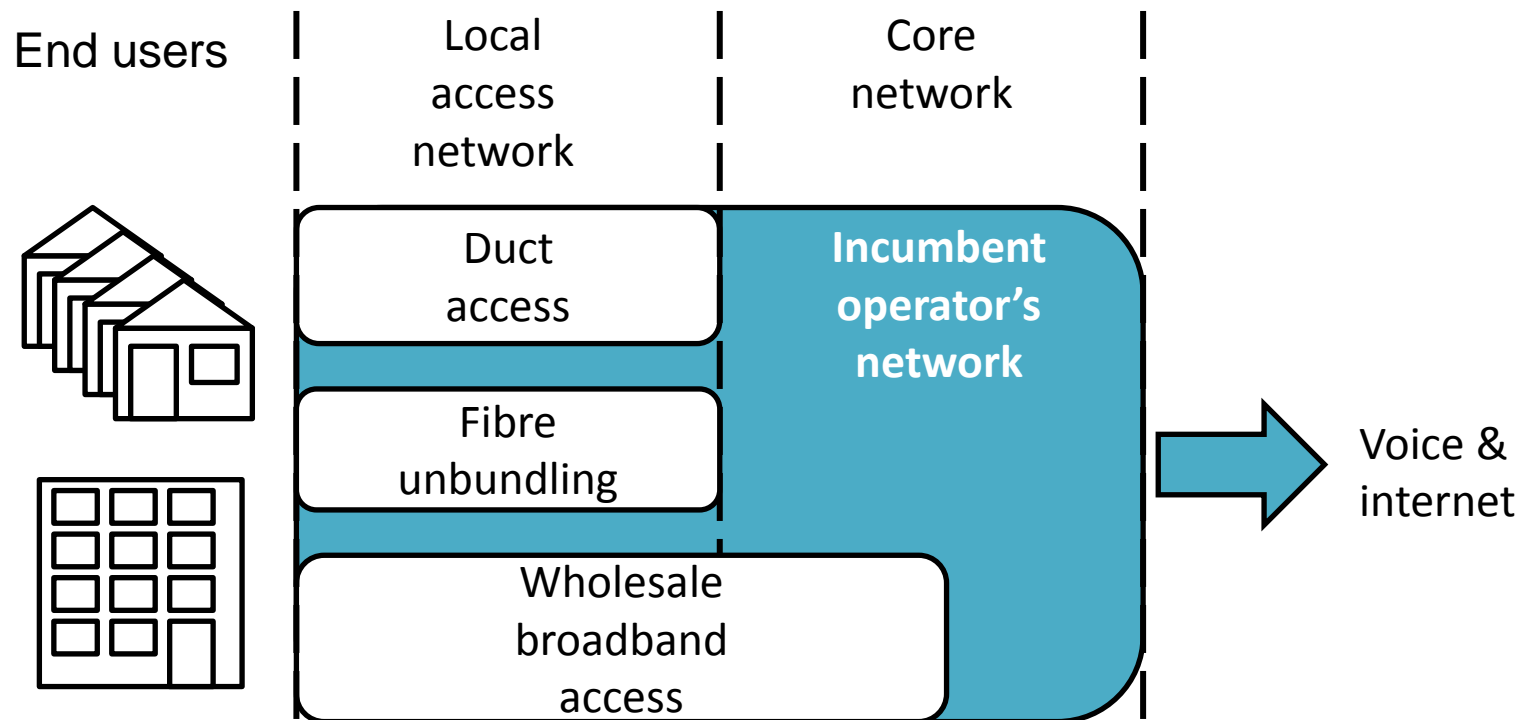 End users
Local
access
network
Core
network
Duct
access
Incumbent
operator’s
network
Fibre
unbundling
Voice &
internet
Wholesale
broadband
access